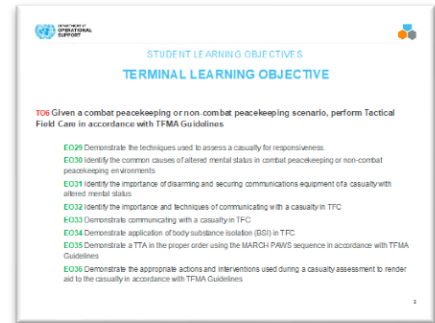 DEPARTMENT OF
OPERATIONAL
SUPPORT
STUDENT LEARNING OBJECTIVES
TERMINAL LEARNING OBJECTIVE
TO6 Given a combat peacekeeping or non-combat peacekeeping scenario, perform Tactical
Field Care in accordance with TFMA Guidelines
EO29 Demonstrate the techniques used to assess a casualty for responsiveness.
EO30 Identify the common causes of altered mental status in combat peacekeeping or non-combat
peacekeeping environments
EO31 Identify the importance of disarming and securing communications equipment of a casualty with
altered mental status
EO32 Identify the importance and techniques of communicating with a casualty in TFC
EO33 Demonstrate communicating with a casualty in TFC
EO34 Demonstrate application of body substance isolation (BSI) in TFC
EO35 Demonstrate a TTA in the proper order using the MARCH PAWS sequence in accordance with TFMA
Guidelines
EO36 Demonstrate the appropriate actions and interventions used during a casualty assessment to render
aid to the casualty in accordance with TFMA Guidelines